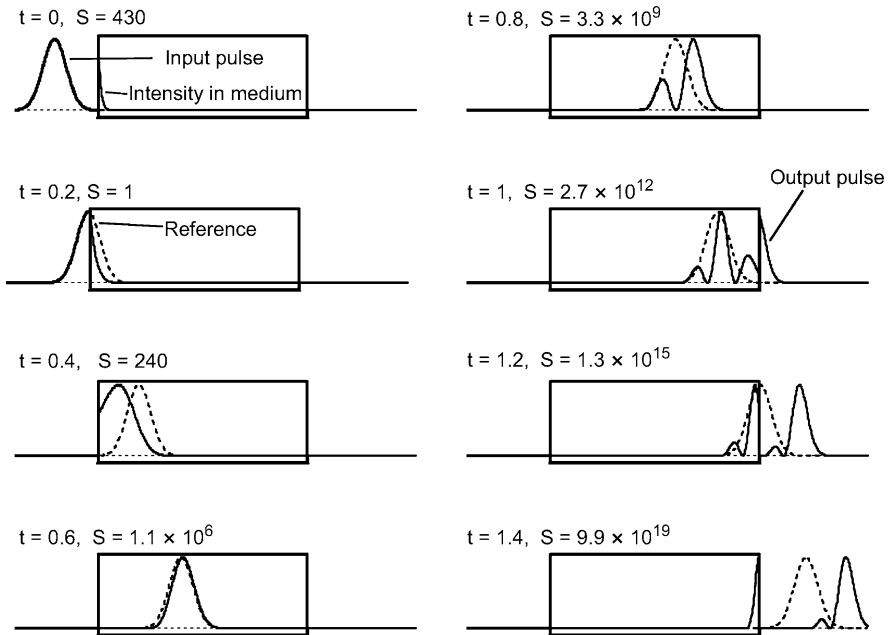 t = 0, S = 430
Input pulse
Intensity in medium
t = 0.2, S = 1
Reference
t = 0.4, S = 240
t = 0.6, S = 1.1 × 10⁶
t = 0.8, S = 3.3 × 10⁹
t = 1, S = 2.7 × 10¹²
Output pulse
t = 1.2, S = 1.3 × 10¹⁵
t = 1.4, S = 9.9 × 10¹⁹